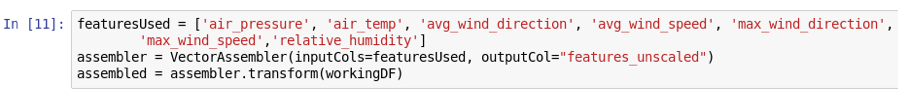 In [11]: featuresUsed = ['air_pressure', 'air_temp', 'avg_wind_direction', 'avg_wind_speed', 'max_wind_direction',
'max_wind_speed','relative_humidity']
assembler = VectorAssembler(inputCols=featuresUsed, outputCol="features_unscaled")
assembled = assembler.transform(workingDF)